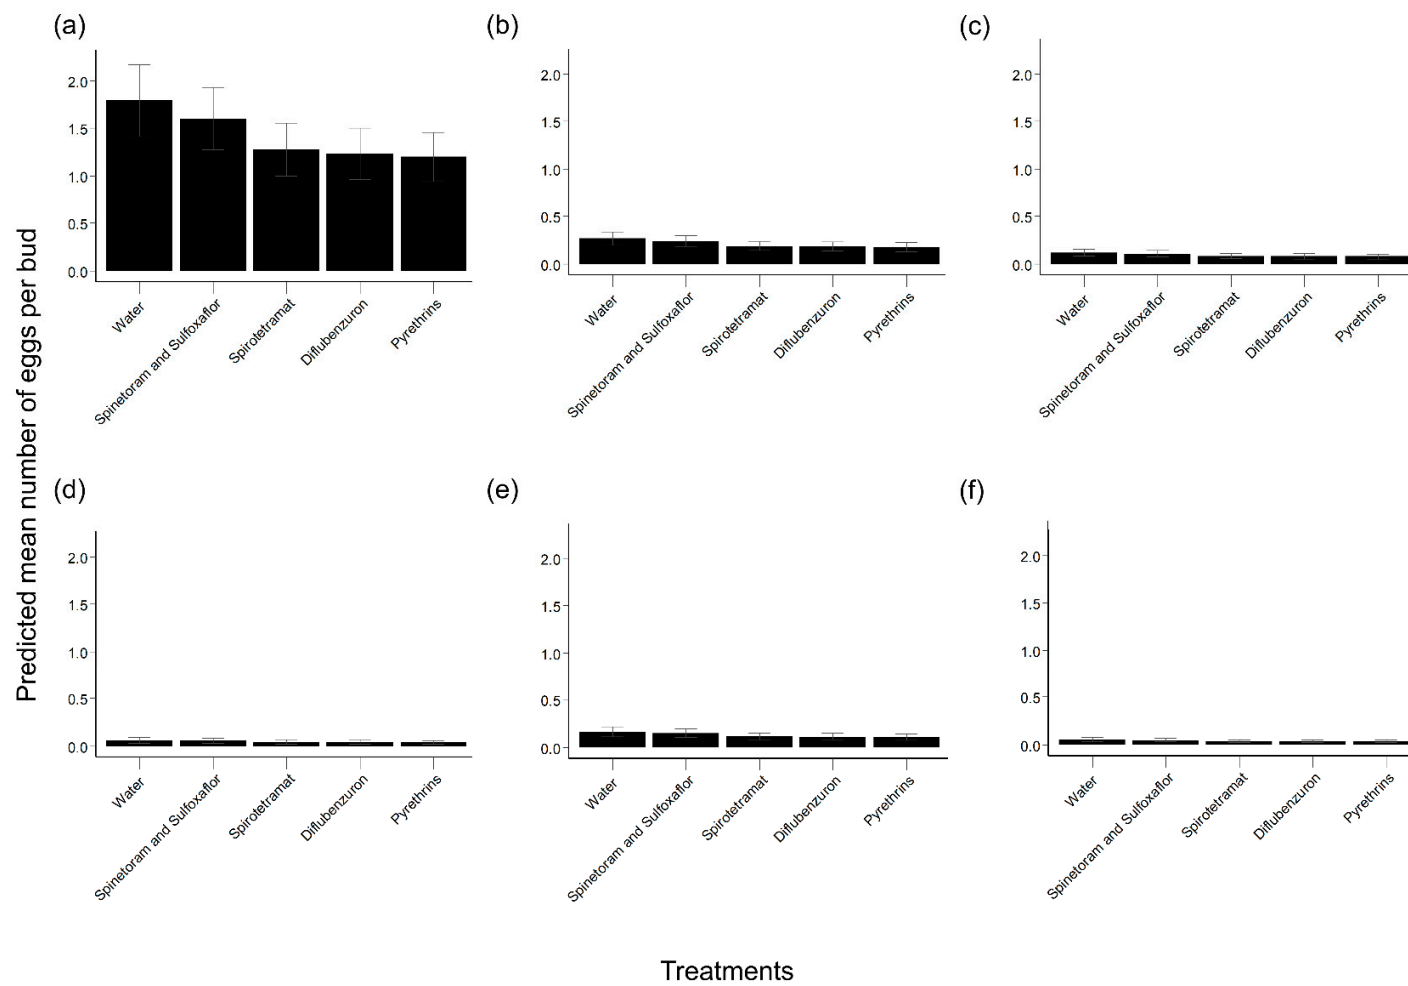 (a)
2.0
1.5
1.0
0.5
0.0
Water
Spinetoram and Sulfoxaflor
Spirotetramat
Diflubenzuron
Pyrethrins
(b)
2.0
1.5
1.0
0.5
0.0
Water
Spinetoram and Sulfoxaflor
Spirotetramat
Diflubenzuron
Pyrethrins
(c)
2.0
1.5
1.0
0.5
0.0
Water
Spinetoram and Sulfoxaflor
Spirotetramat
Diflubenzuron
Pyrethrins
Predicted mean number of eggs per bud
(d)
2.0
1.5
1.0
0.5
0.0
Water
Spinetoram and Sulfoxaflor
Spirotetramat
Diflubenzuron
Pyrethrins
(e)
2.0
1.5
1.0
0.5
0.0
Water
Spinetoram and Sulfoxaflor
Spirotetramat
Diflubenzuron
Pyrethrins
(f)
2.0
1.5
1.0
0.5
0.0
Water
Spinetoram and Sulfoxaflor
Spirotetramat
Diflubenzuron
Pyrethrins
Treatments